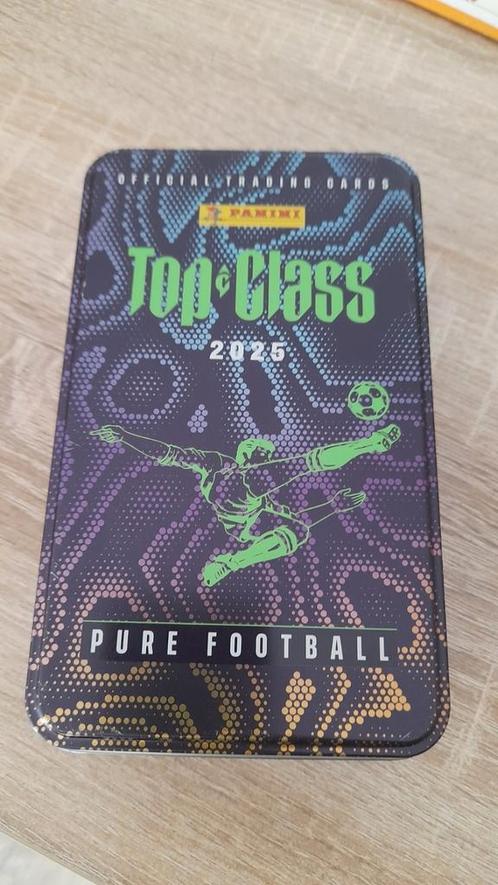 OFFICIAL TRADING CARDS
PANINI
Top Class
2025
PURE FOOTBALL